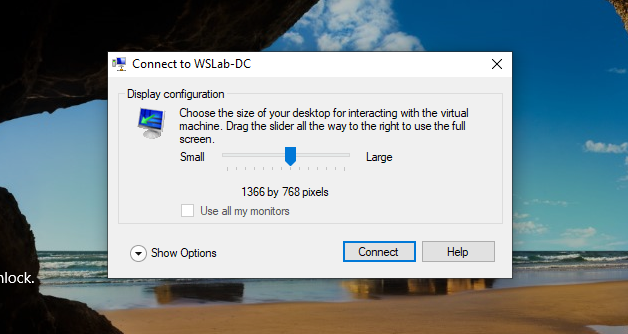 Connect to WSLab-DC
Display configuration
Choose the size of your desktop for interacting with the virtual
machine. Drag the slider all the way to the right to use the full
screen.
Small Large
1366 by 768 pixels
Use all my monitors
Show Options Connect Help
nlock.